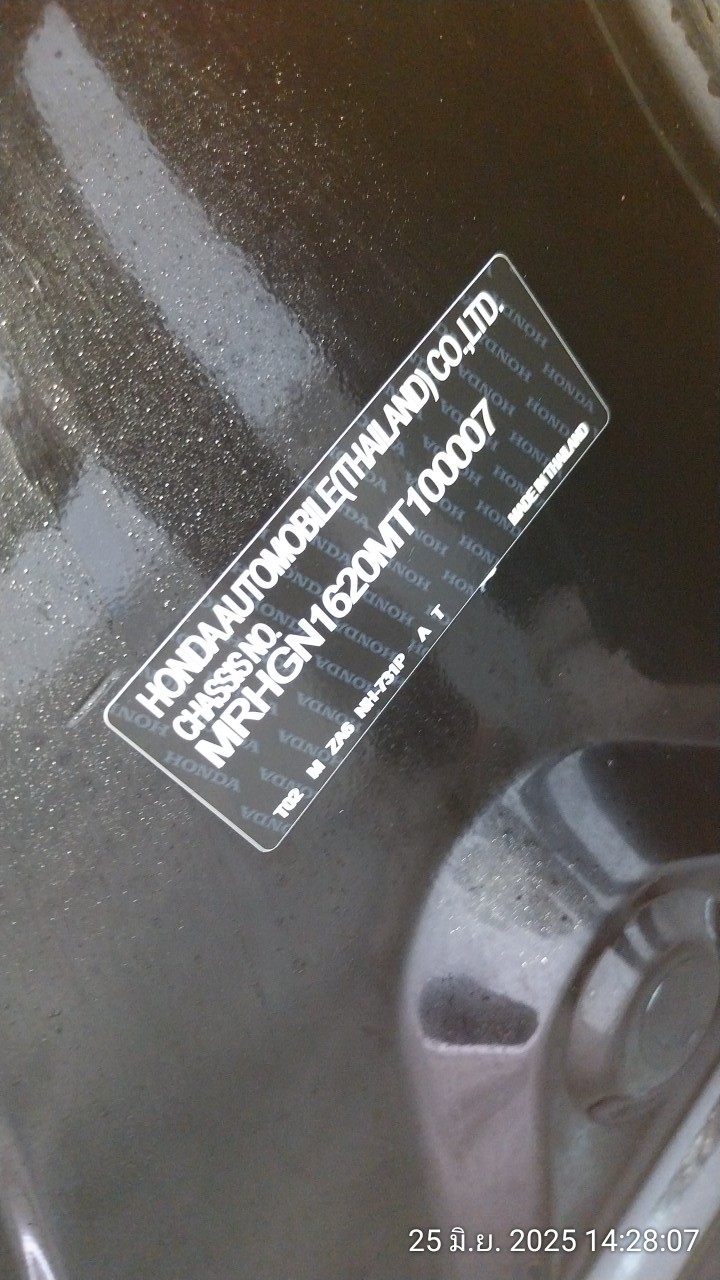 HONDA AUTOMOBILE(THAILAND) CO.,LTD.
CHASSIS NO.
MRHGN1620MT100007
T02 M ZA6 NH-731P A T
MADE IN THAILAND
25 มิ.ย. 2025 14:28:07